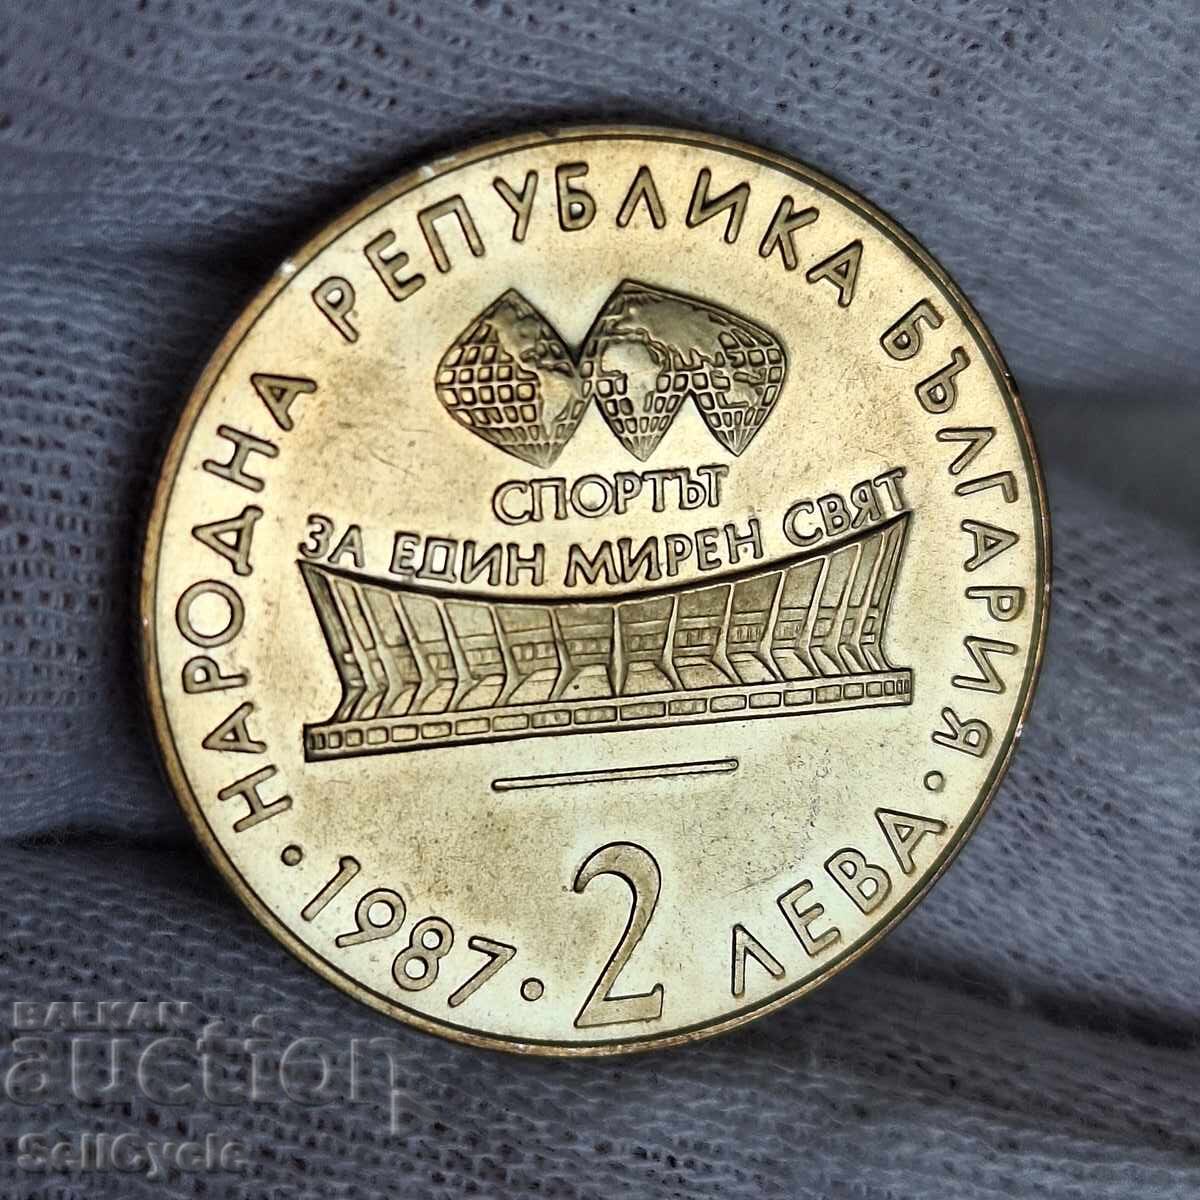 НАРОДНА РЕПУБЛИКА БЪЛГАРИЯ
СПОРТЪТ
ЗА ЕДИН МИРЕН СВЯТ
• 1987 • 2 ЛЕВА •
BALKAN
auction
SellCycle